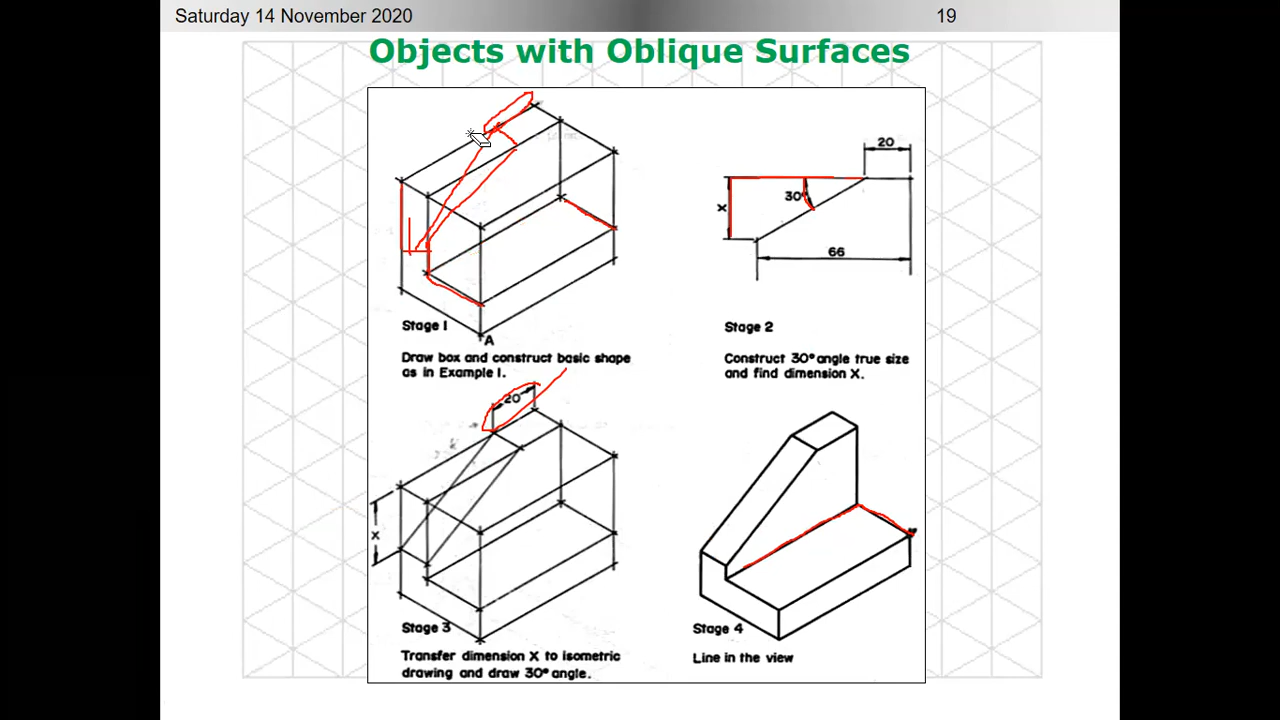 Saturday 14 November 2020
19
Objects with Oblique Surfaces
A
Stage 1
Draw box and construct basic shape
as in Example 1.
20
30°
X
66
Stage 2
Construct 30° angle true size
and find dimension X.
20
X
Stage 3
Transfer dimension X to isometric
drawing and draw 30° angle.
Stage 4
Line in the view